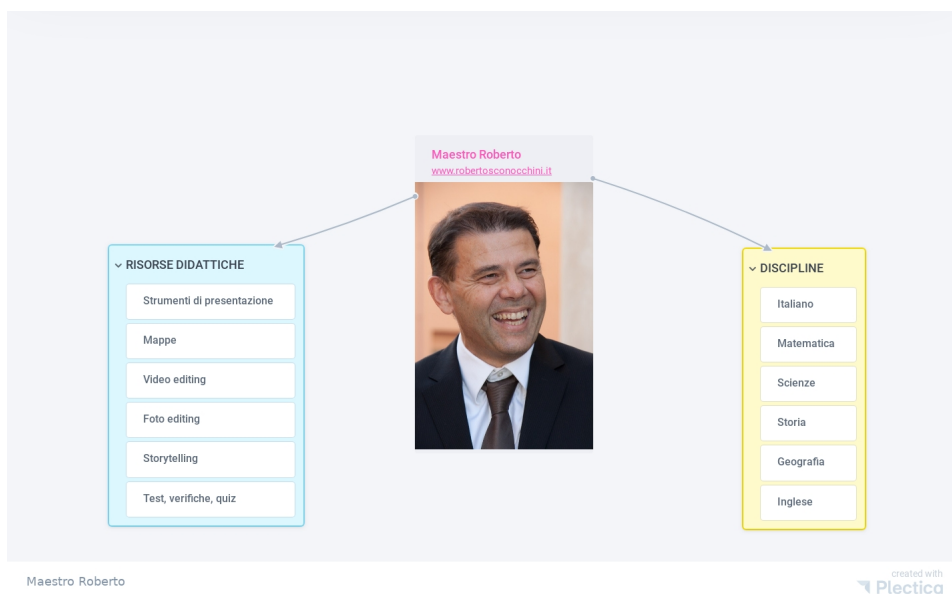 Maestro Roberto
www.robertosconocchini.it
RISORSE DIDATTICHE
Strumenti di presentazione
Mappe
Video editing
Foto editing
Storytelling
Test, verifiche, quiz
DISCIPLINE
Italiano
Matematica
Scienze
Storia
Geografia
Inglese
Maestro Roberto
created with
Plectica